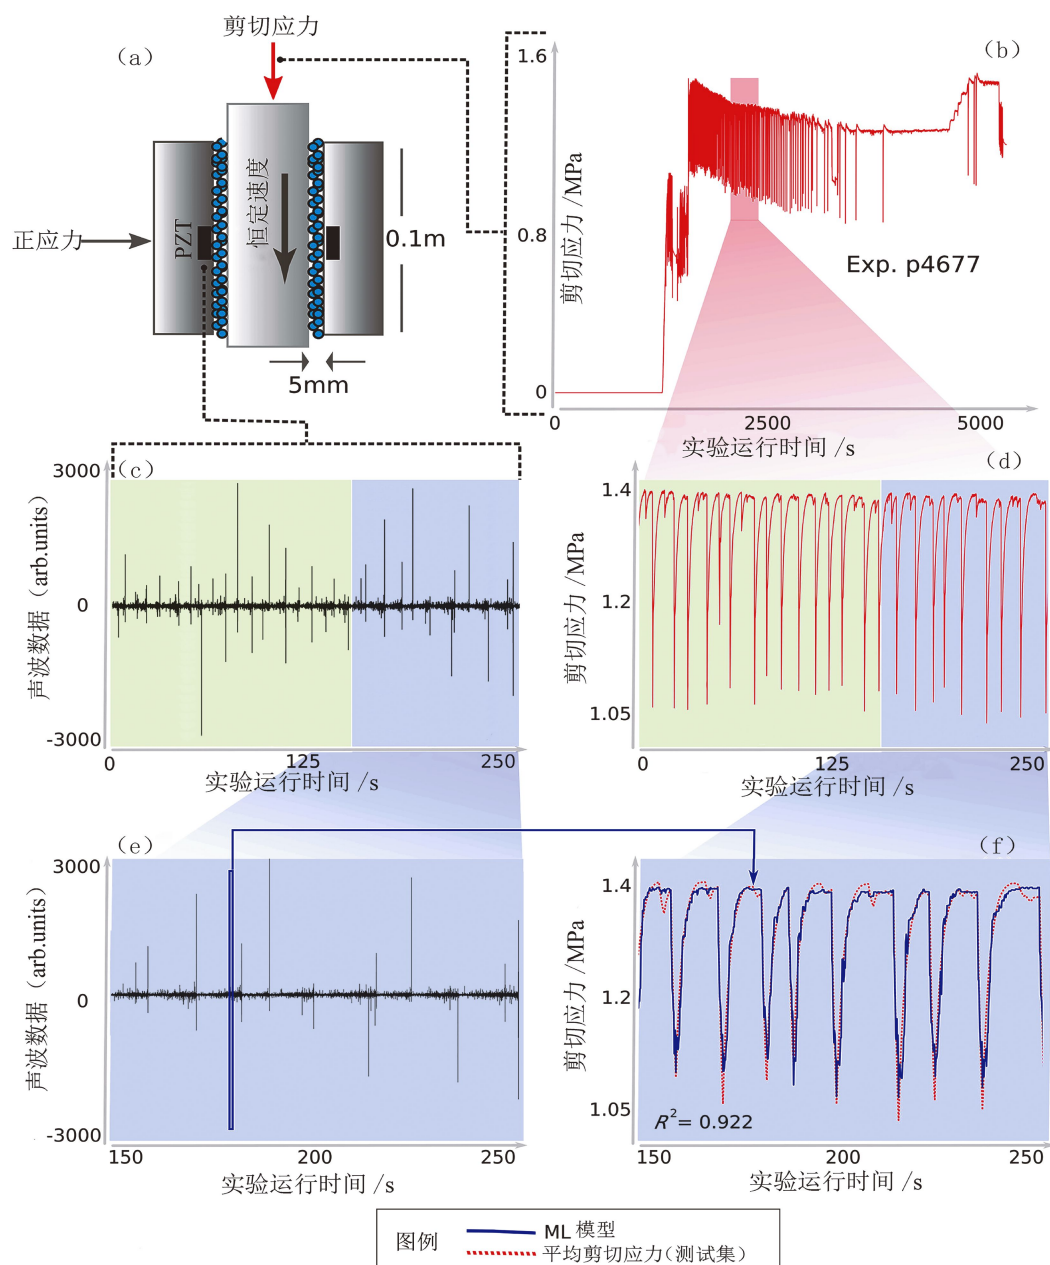 剪切应力
（a）
正应力
PZT
恒定速度
0.1m
5mm
（b）
1.6
0.8
0
剪切应力 /MPa
Exp. p4677
0
2500
5000
实验运行时间 /s
（c）
3000
0
-3000
声波数据（arb.units）
0
125
250
实验运行时间 /s
（d）
1.4
1.2
1.05
剪切应力 /MPa
0
125
250
实验运行时间 /s
（e）
3000
0
-3000
声波数据（arb.units）
150
200
250
实验运行时间 /s
（f）
1.4
1.2
1.05
剪切应力 /MPa
R²= 0.922
150
200
250
实验运行时间 /s
图例
ML 模型
平均剪切应力（测试集）